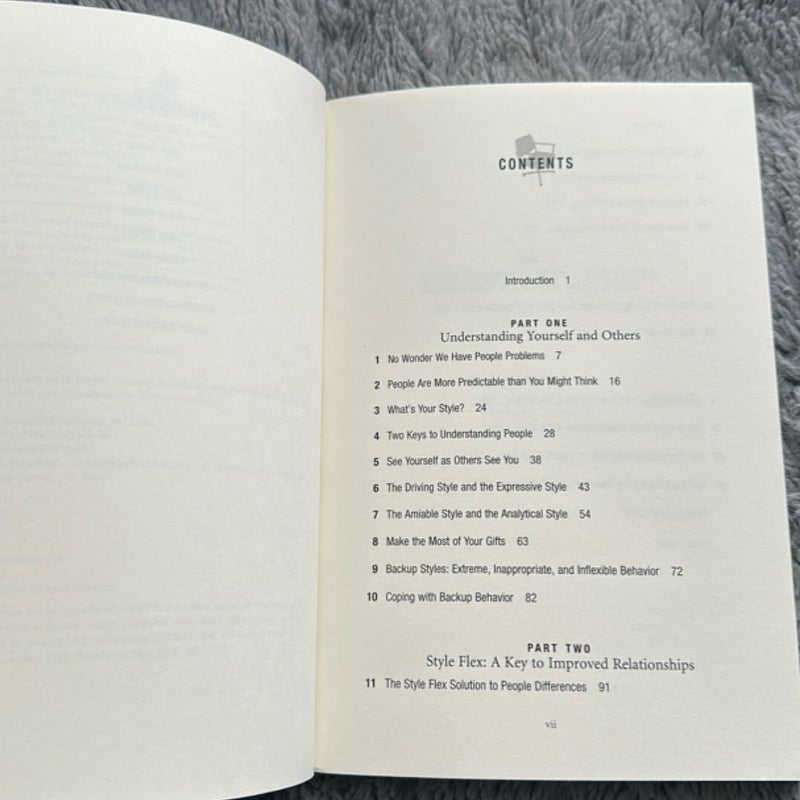 CONTENTS
Introduction 1
PART ONE
Understanding Yourself and Others
1 No Wonder We Have People Problems 7
2 People Are More Predictable than You Might Think 16
3 What's Your Style? 24
4 Two Keys to Understanding People 28
5 See Yourself as Others See You 38
6 The Driving Style and the Expressive Style 43
7 The Amiable Style and the Analytical Style 54
8 Make the Most of Your Gifts 63
9 Backup Styles: Extreme, Inappropriate, and Inflexible Behavior 72
10 Coping with Backup Behavior 82
PART TWO
Style Flex: A Key to Improved Relationships
11 The Style Flex Solution to People Differences 91
vii